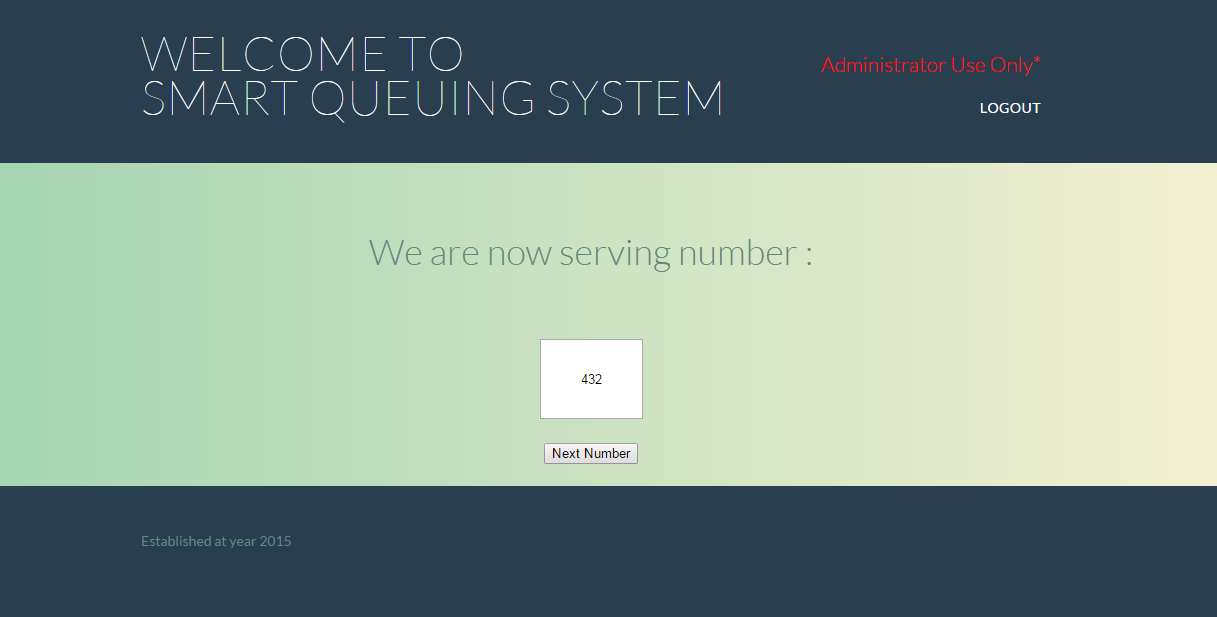 WELCOME TO
SMART QUEUING SYSTEM
Administrator Use Only*
LOGOUT
We are now serving number :
432
Next Number
Established at year 2015